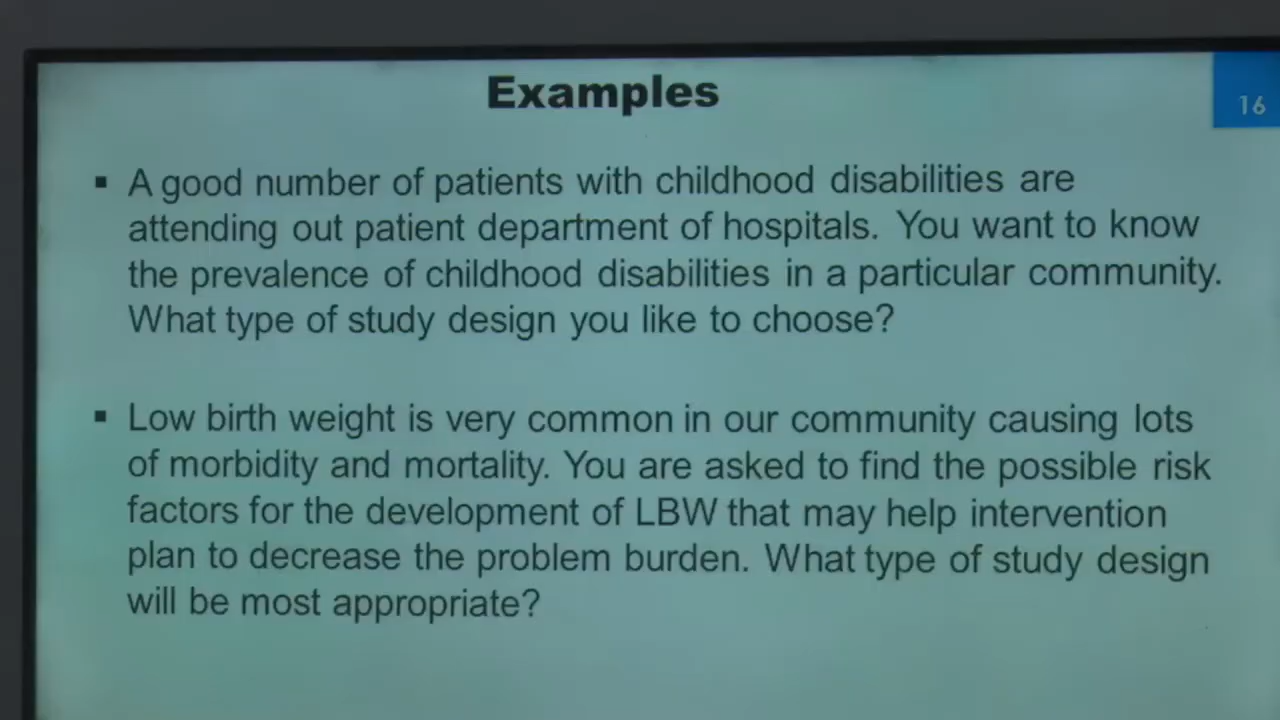 Examples
16
▪ A good number of patients with childhood disabilities are
attending out patient department of hospitals. You want to know
the prevalence of childhood disabilities in a particular community.
What type of study design you like to choose?
▪ Low birth weight is very common in our community causing lots
of morbidity and mortality. You are asked to find the possible risk
factors for the development of LBW that may help intervention
plan to decrease the problem burden. What type of study design
will be most appropriate?